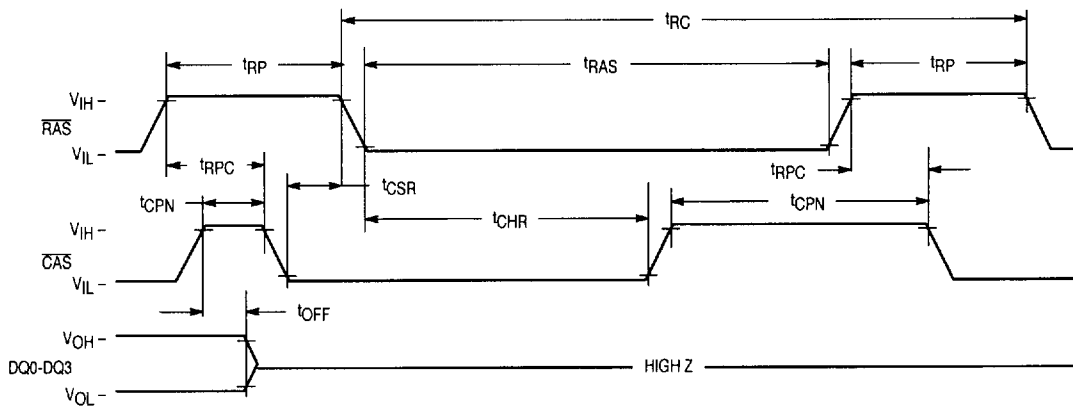 tRC
tRP
tRAS
tRP
VIH
RAS
VIL
tRPC
tCSR
tRPC
tCPN
tCHR
tCPN
VIH
CAS
VIL
tOFF
VOH
DQ0-DQ3
HIGH Z
VOL